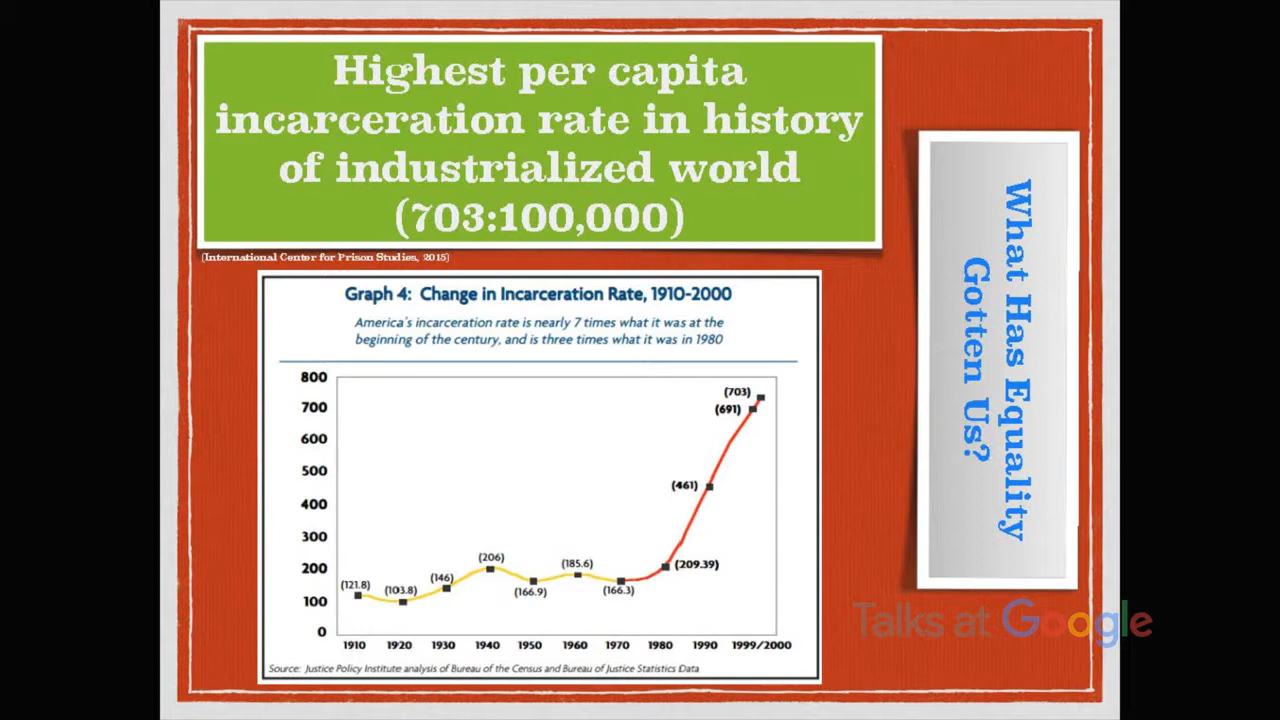 Highest per capita
incarceration rate in history
of industrialized world
(703:100,000)
(International Center for Prison Studies, 2015)
Graph 4: Change in Incarceration Rate, 1910-2000
America's incarceration rate is nearly 7 times what it was at the
beginning of the century, and is three times what it was in 1980
800
700
600
500
400
300
200
100
0
(121.8)
(103.8)
(146)
(206)
(166.9)
(185.6)
(166.3)
(209.39)
(461)
(691)
(703)
1910 1920 1930 1940 1950 1960 1970 1980 1990 1999/2000
Source: Justice Policy Institute analysis of Bureau of the Census and Bureau of Justice Statistics Data
What Has Equality
Gotten Us?
Talks at Google